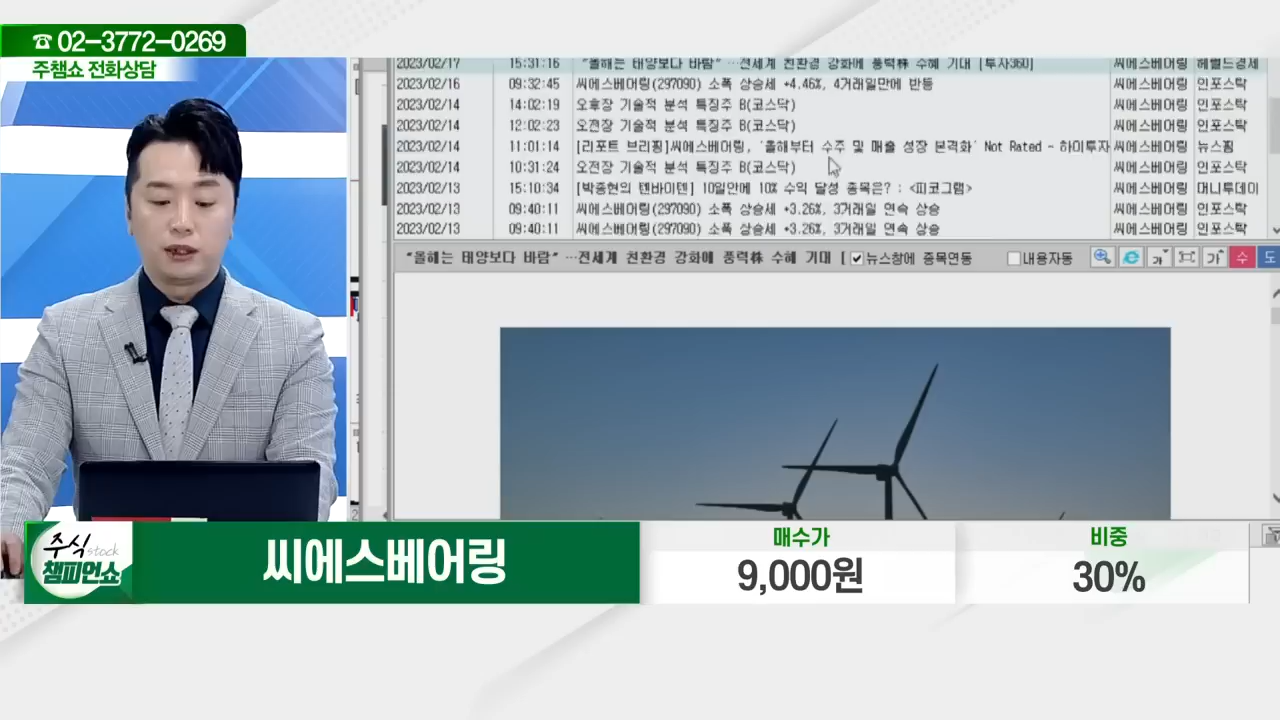 ☎ 02-3772-0269
주챔쇼 전화상담
2023/02/17 15:31:16 "올해는 태양보다 바람" …전세계 친환경 강화에 풍력株 수혜 기대 [투자360] 씨에스베어링 헤럴드경제
2023/02/16 09:32:45 씨에스베어링(297090) 소폭 상승세 +4.46%, 4거래일만에 반등 씨에스베어링 인포스탁
2023/02/14 14:02:19 오후장 기술적 분석 특징주 B(코스닥) 씨에스베어링 인포스탁
2023/02/14 12:02:23 오전장 기술적 분석 특징주 B(코스닥) 씨에스베어링 인포스탁
2023/02/14 11:01:14 [리포트 브리핑]씨에스베어링, '올해부터 수주 및 매출 성장 본격화' Not Rated - 하이투자 씨에스베어링 뉴스핌
2023/02/14 10:31:24 오전장 기술적 분석 특징주 B(코스닥) 씨에스베어링 인포스탁
2023/02/13 15:10:34 [박종현의 텐바이텐] 10일만에 10% 수익 달성 종목은? : <피코그램> 씨에스베어링 머니투데이
2023/02/13 09:40:11 씨에스베어링(297090) 소폭 상승세 +3.26%, 3거래일 연속 상승 씨에스베어링 인포스탁
2023/02/13 09:40:11 씨에스베어링(297090) 소폭 상승세 +3.26%, 3거래일 연속 상승 씨에스베어링 인포스탁
"올해는 태양보다 바람" …전세계 친환경 강화에 풍력株 수혜 기대 [ 뉴스창에 종목연동 내용자동 가 가 수 도
주식 stock
챔피언쇼
씨에스베어링
매수가
9,000원
비중
30%